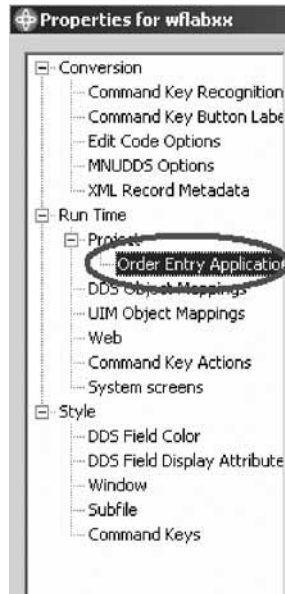 Properties for wflabxx
Conversion
Command Key Recognition
Command Key Button Labe
Edit Code Options
MNUDDS Options
XML Record Metadata
Run Time
Project
Order Entry Applicatio
DDS Object Mappings
UIM Object Mappings
Web
Command Key Actions
System screens
Style
DDS Field Color
DDS Field Display Attribute
Window
Subfile
Command Keys